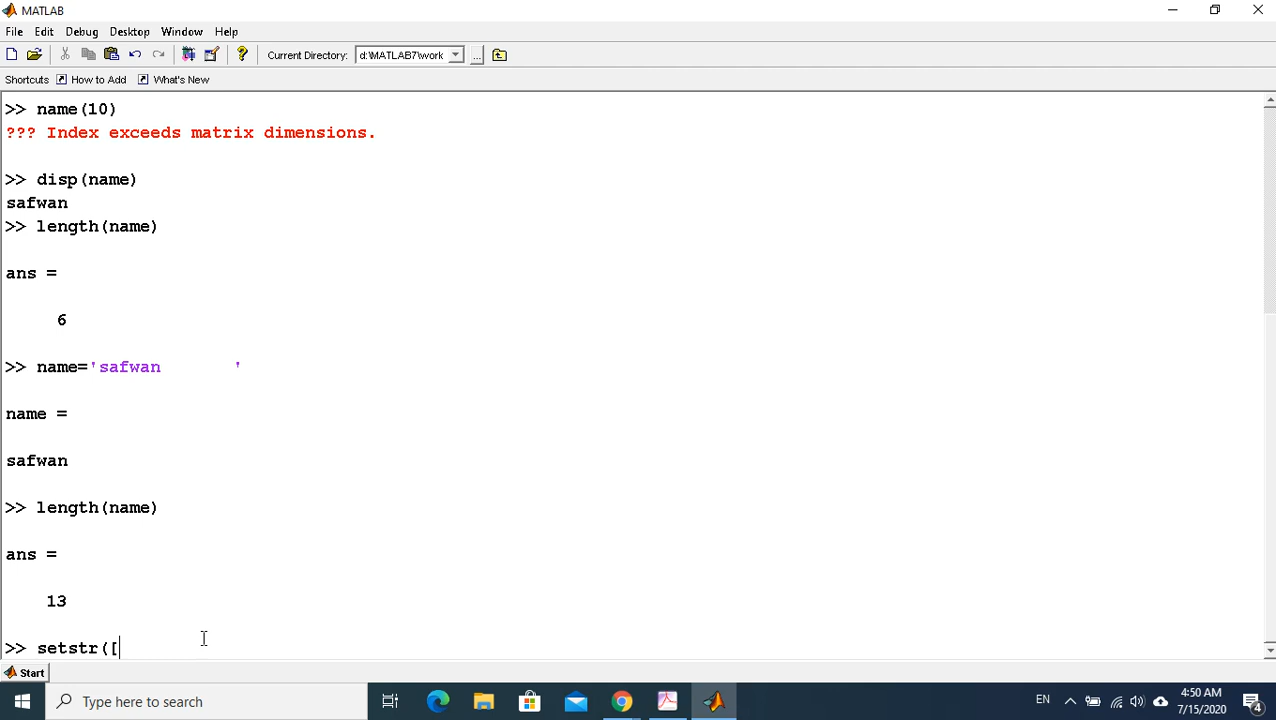 MATLAB
File Edit Debug Desktop Window Help
Current Directory: d:\MATLAB7\work ...
Shortcuts How to Add What's New
>> name(10)
??? Index exceeds matrix dimensions.
>> disp(name)
safwan
>> length(name)
ans =
6
>> name='safwan       '
name =
safwan
>> length(name)
ans =
13
>> setstr([
Start
Type here to search
EN
4:50 AM
7/15/2020
4